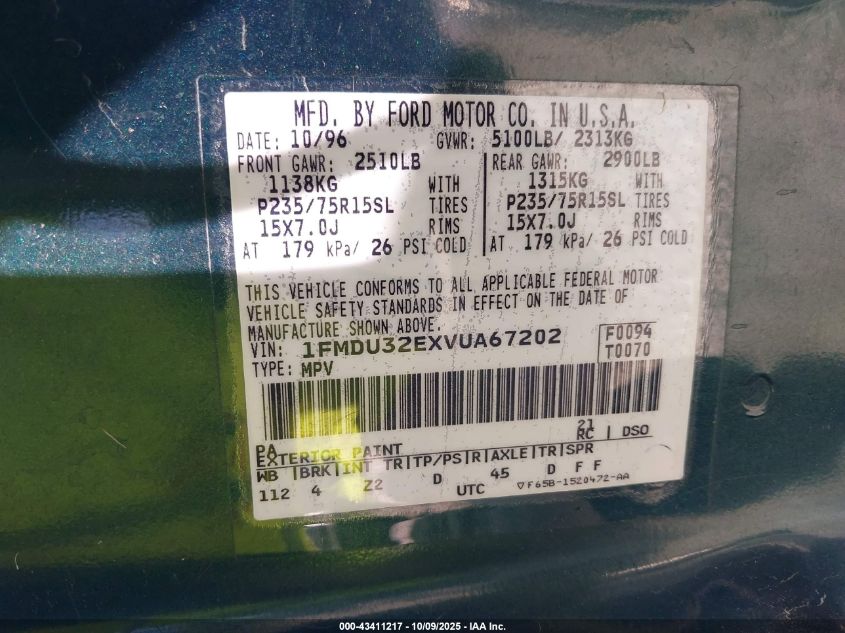 MFD. BY FORD MOTOR CO. IN U.S.A.
DATE: 10/96 GVWR: 5100LB/ 2313KG
FRONT GAWR: 2510LB REAR GAWR: 2900LB
1138KG WITH 1315KG WITH
P235/75R15SL TIRES P235/75R15SL TIRES
15X7.0J RIMS 15X7.0J RIMS
AT 179 kPa/ 26 PSI COLD AT 179 kPa/ 26 PSI COLD
THIS VEHICLE CONFORMS TO ALL APPLICABLE FEDERAL MOTOR
VEHICLE SAFETY STANDARDS IN EFFECT ON THE DATE OF
MANUFACTURE SHOWN ABOVE.
VIN: 1FMDU32EXVUA67202 F0094
TYPE: MPV T0070
21
PA RC DSO
EXTERIOR PAINT
WB BRK INT TR TP/PS R AXLE TR SPR
112 4 Z2 D 45 D F F
UTC ▽F65B-1520472-AA
000-43411217 - 10/09/2025 - IAA Inc.